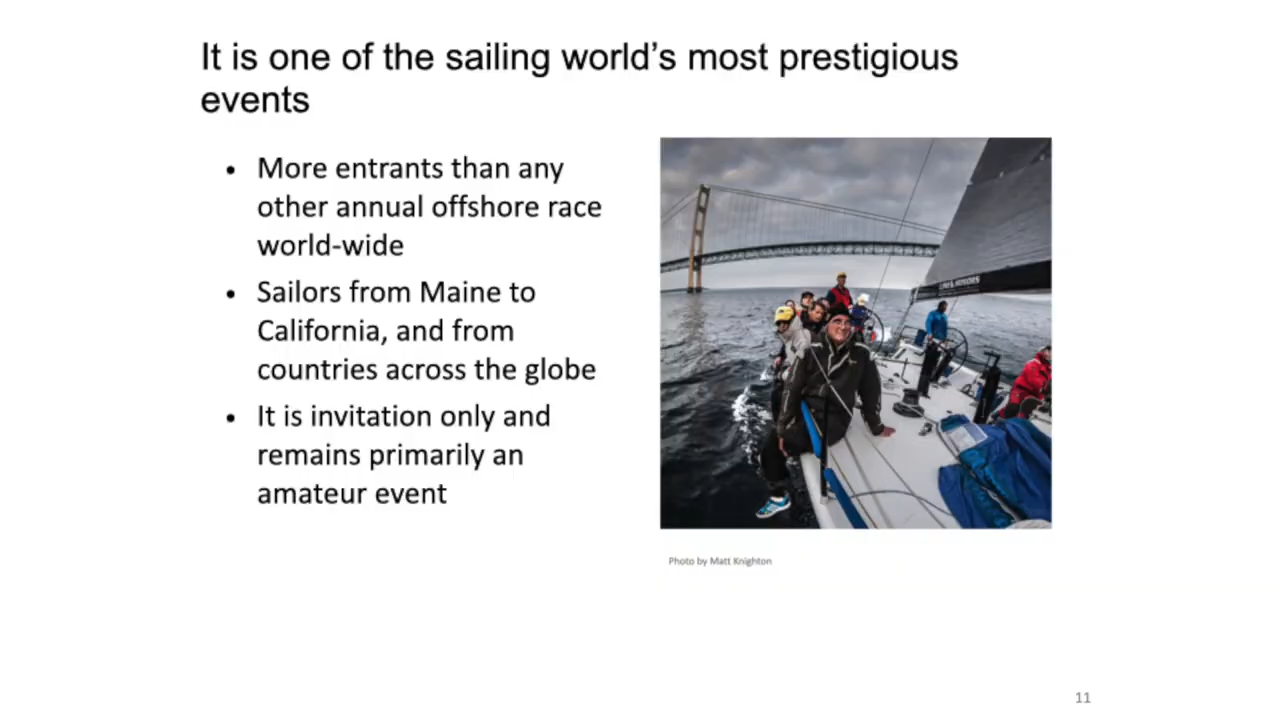 It is one of the sailing world’s most prestigious
events
• More entrants than any
other annual offshore race
world-wide
• Sailors from Maine to
California, and from
countries across the globe
• It is invitation only and
remains primarily an
amateur event
Photo by Matt Knighton
11